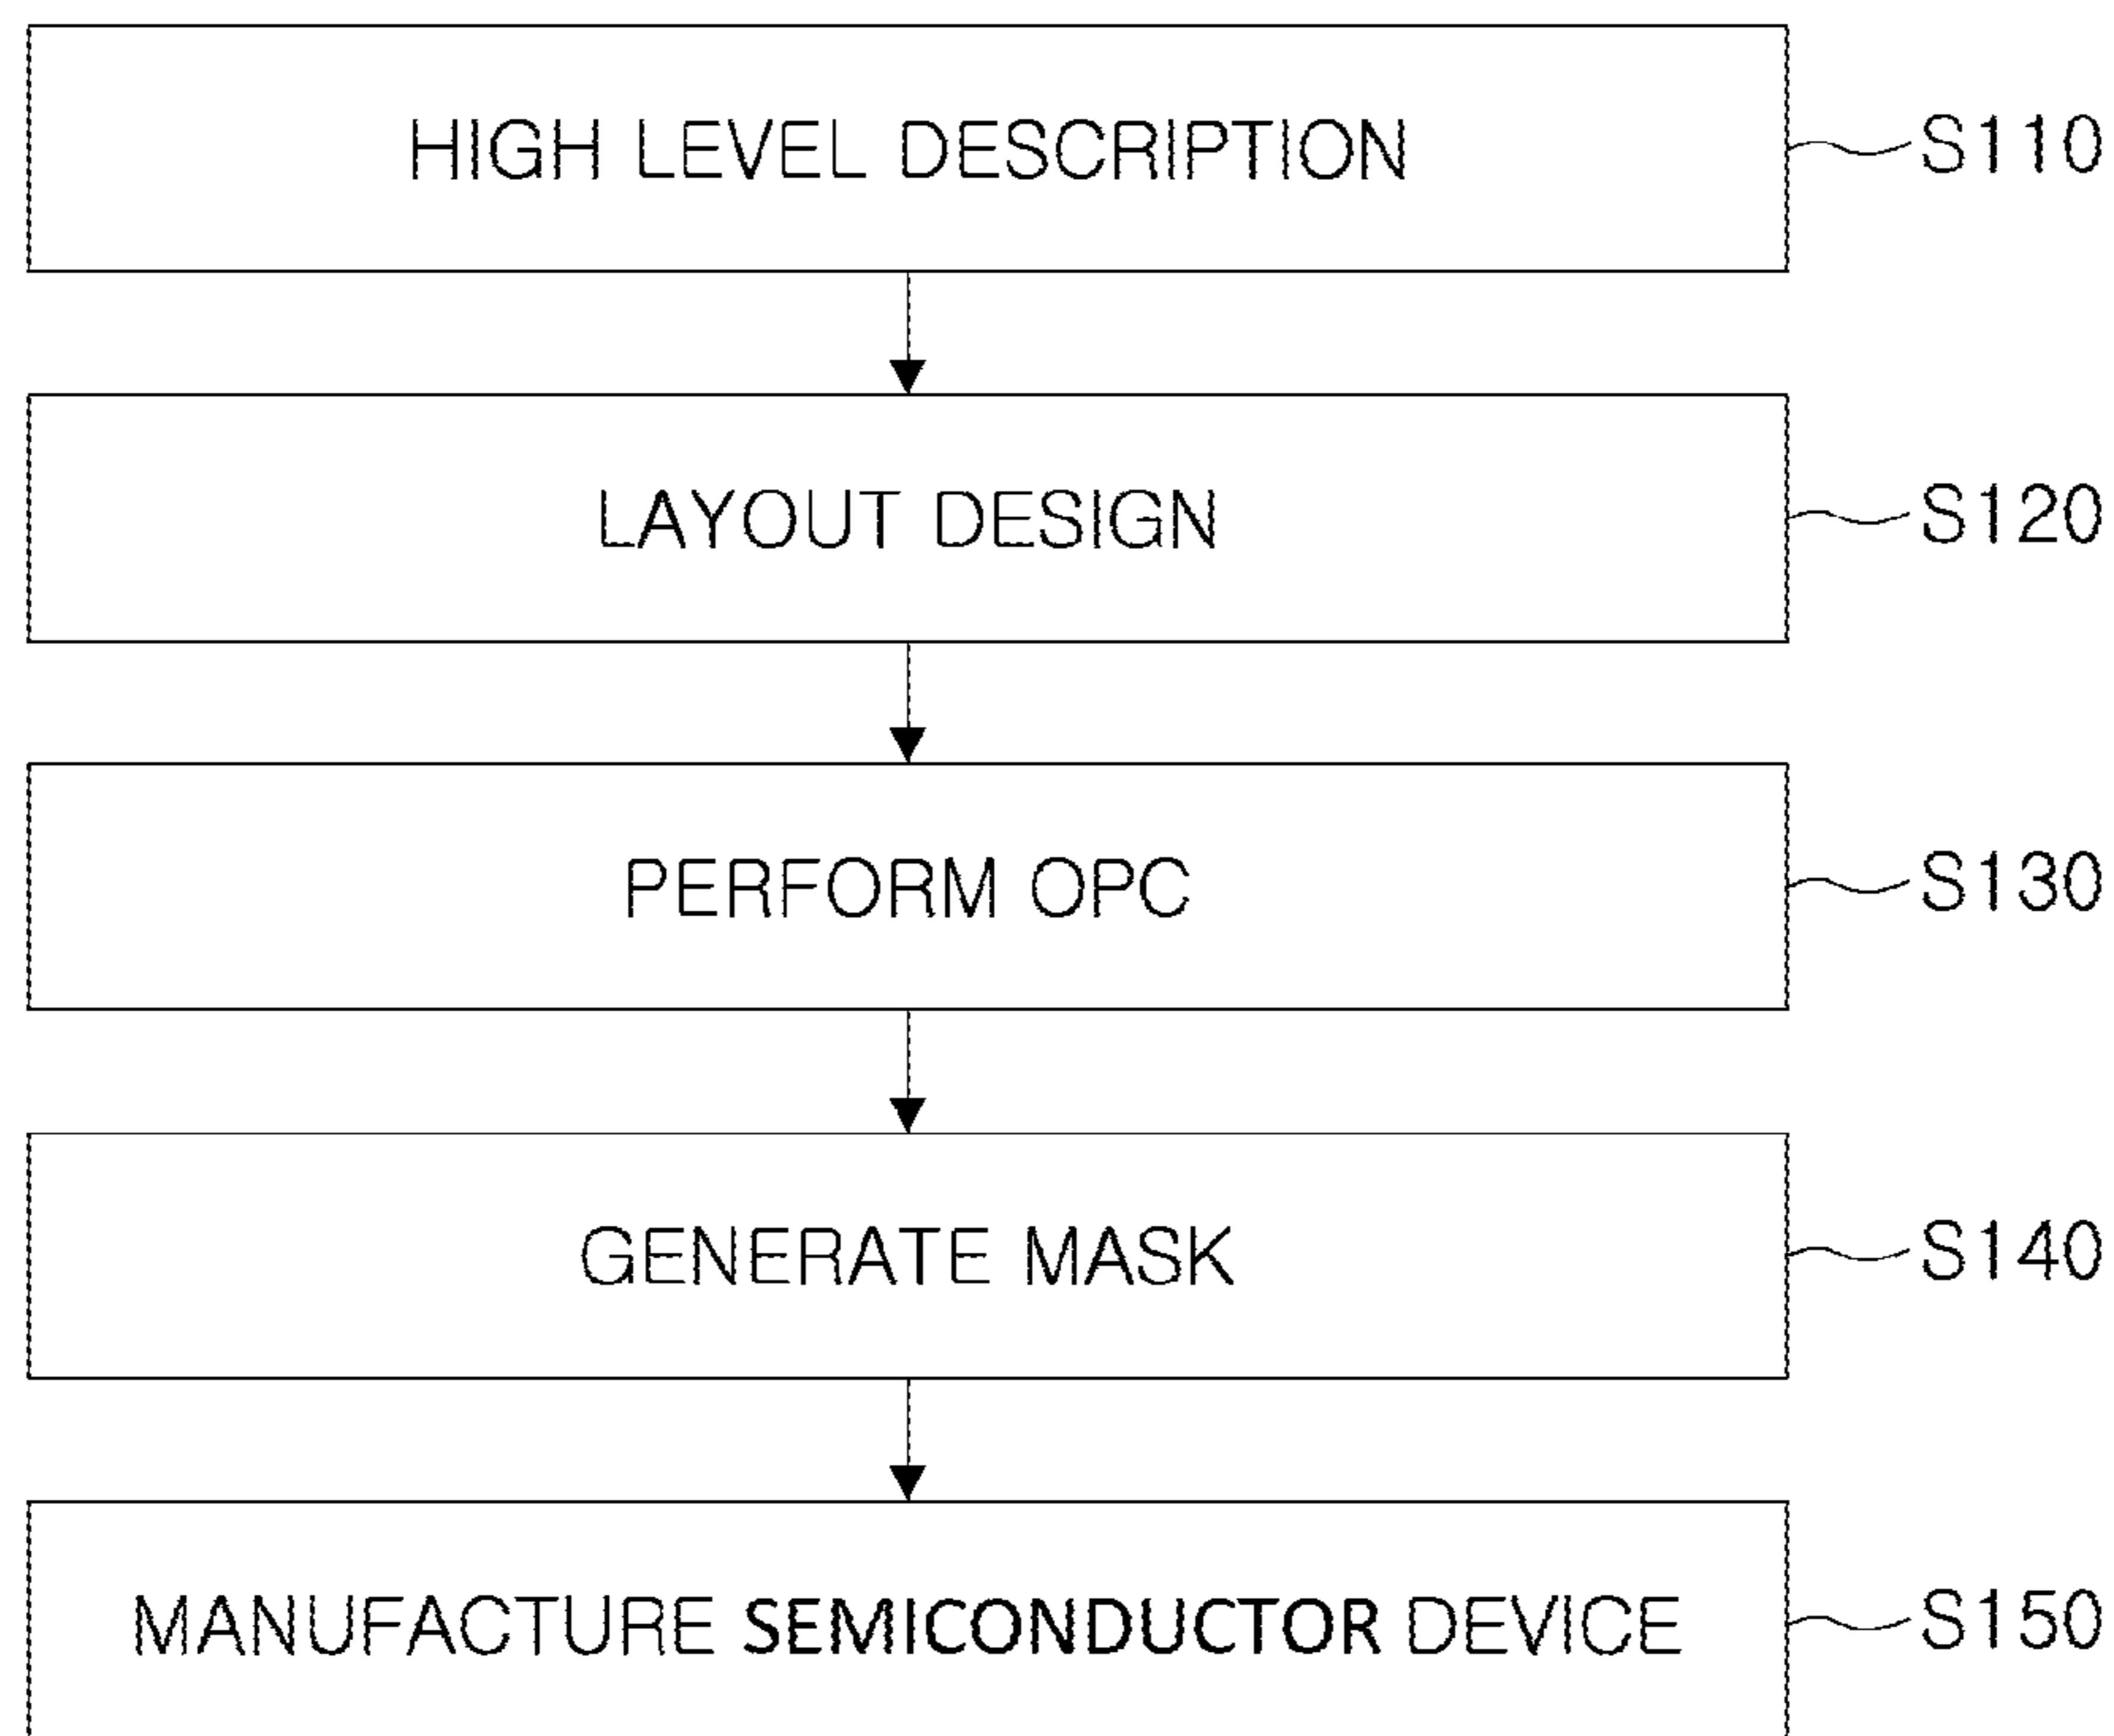 HIGH LEVEL DESCRIPTION S110
LAYOUT DESIGN S120
PERFORM OPC S130
GENERATE MASK S140
MANUFACTURE SEMICONDUCTOR DEVICE S150